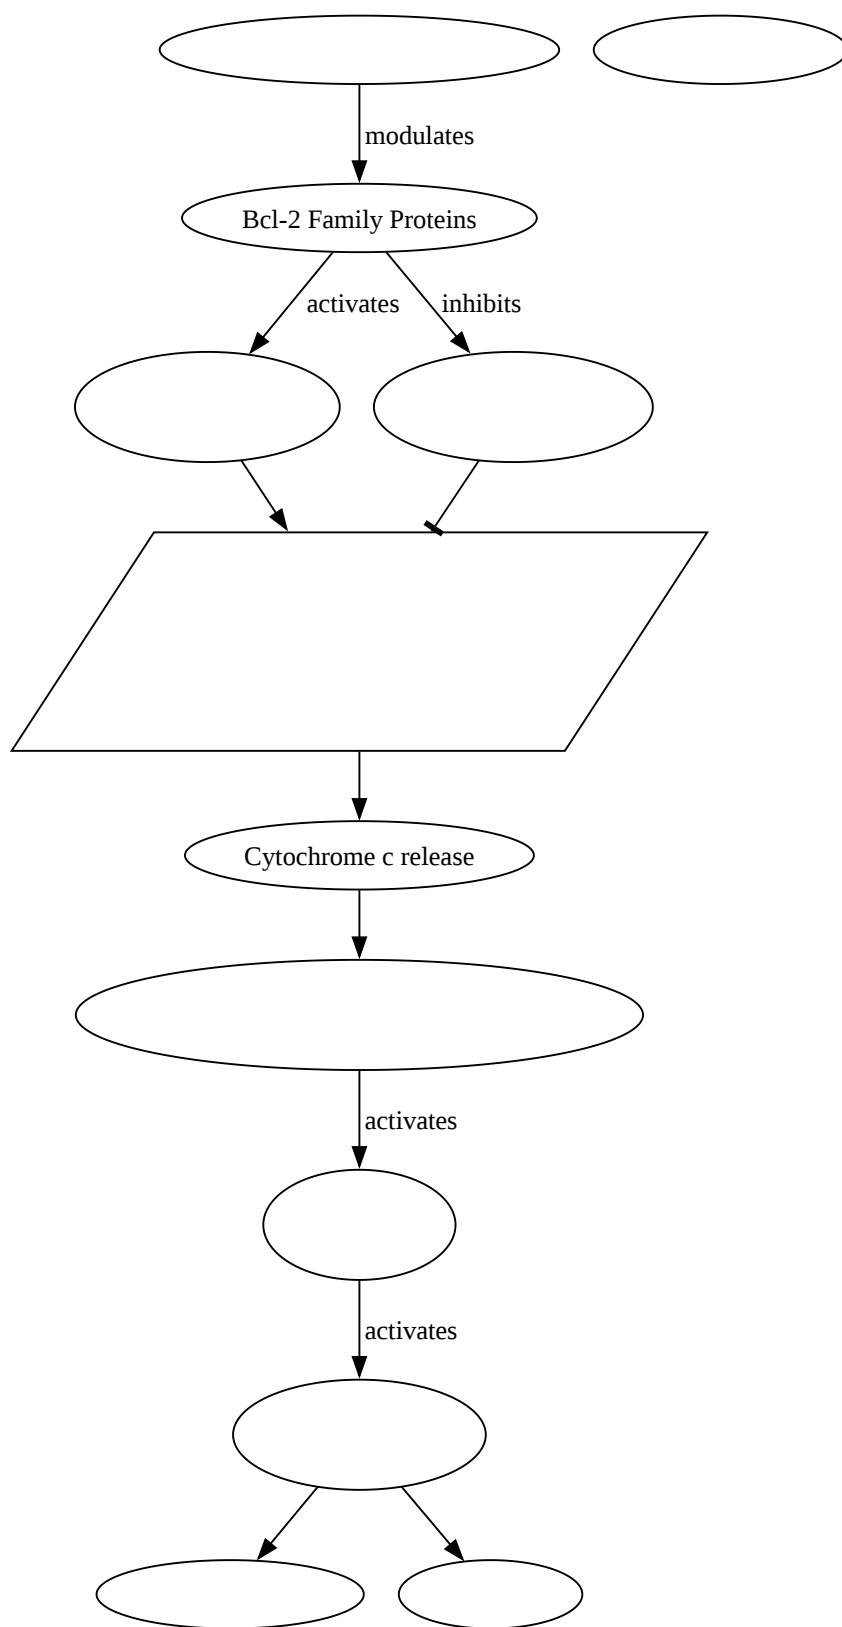 modulates
Bcl-2 Family Proteins
activates
inhibits
Cytochrome c release
activates
activates